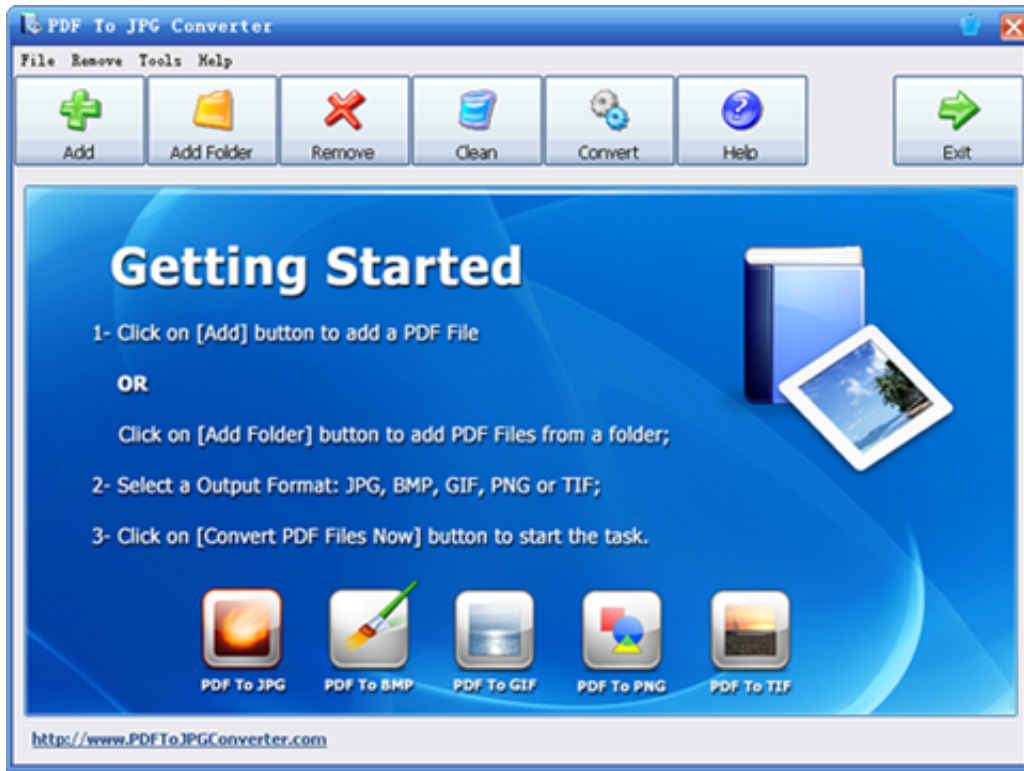 PDF To JPG Converter
File Remove Tools Help
Add Add Folder Remove Clean Convert Help Exit
Getting Started
1- Click on [Add] button to add a PDF File
OR
Click on [Add Folder] button to add PDF Files from a folder;
2- Select a Output Format: JPG, BMP, GIF, PNG or TIF;
3- Click on [Convert PDF Files Now] button to start the task.
PDF To JPG PDF To BMP PDF To GIF PDF To PNG PDF To TIF
http://www.PDFToJPGConverter.com